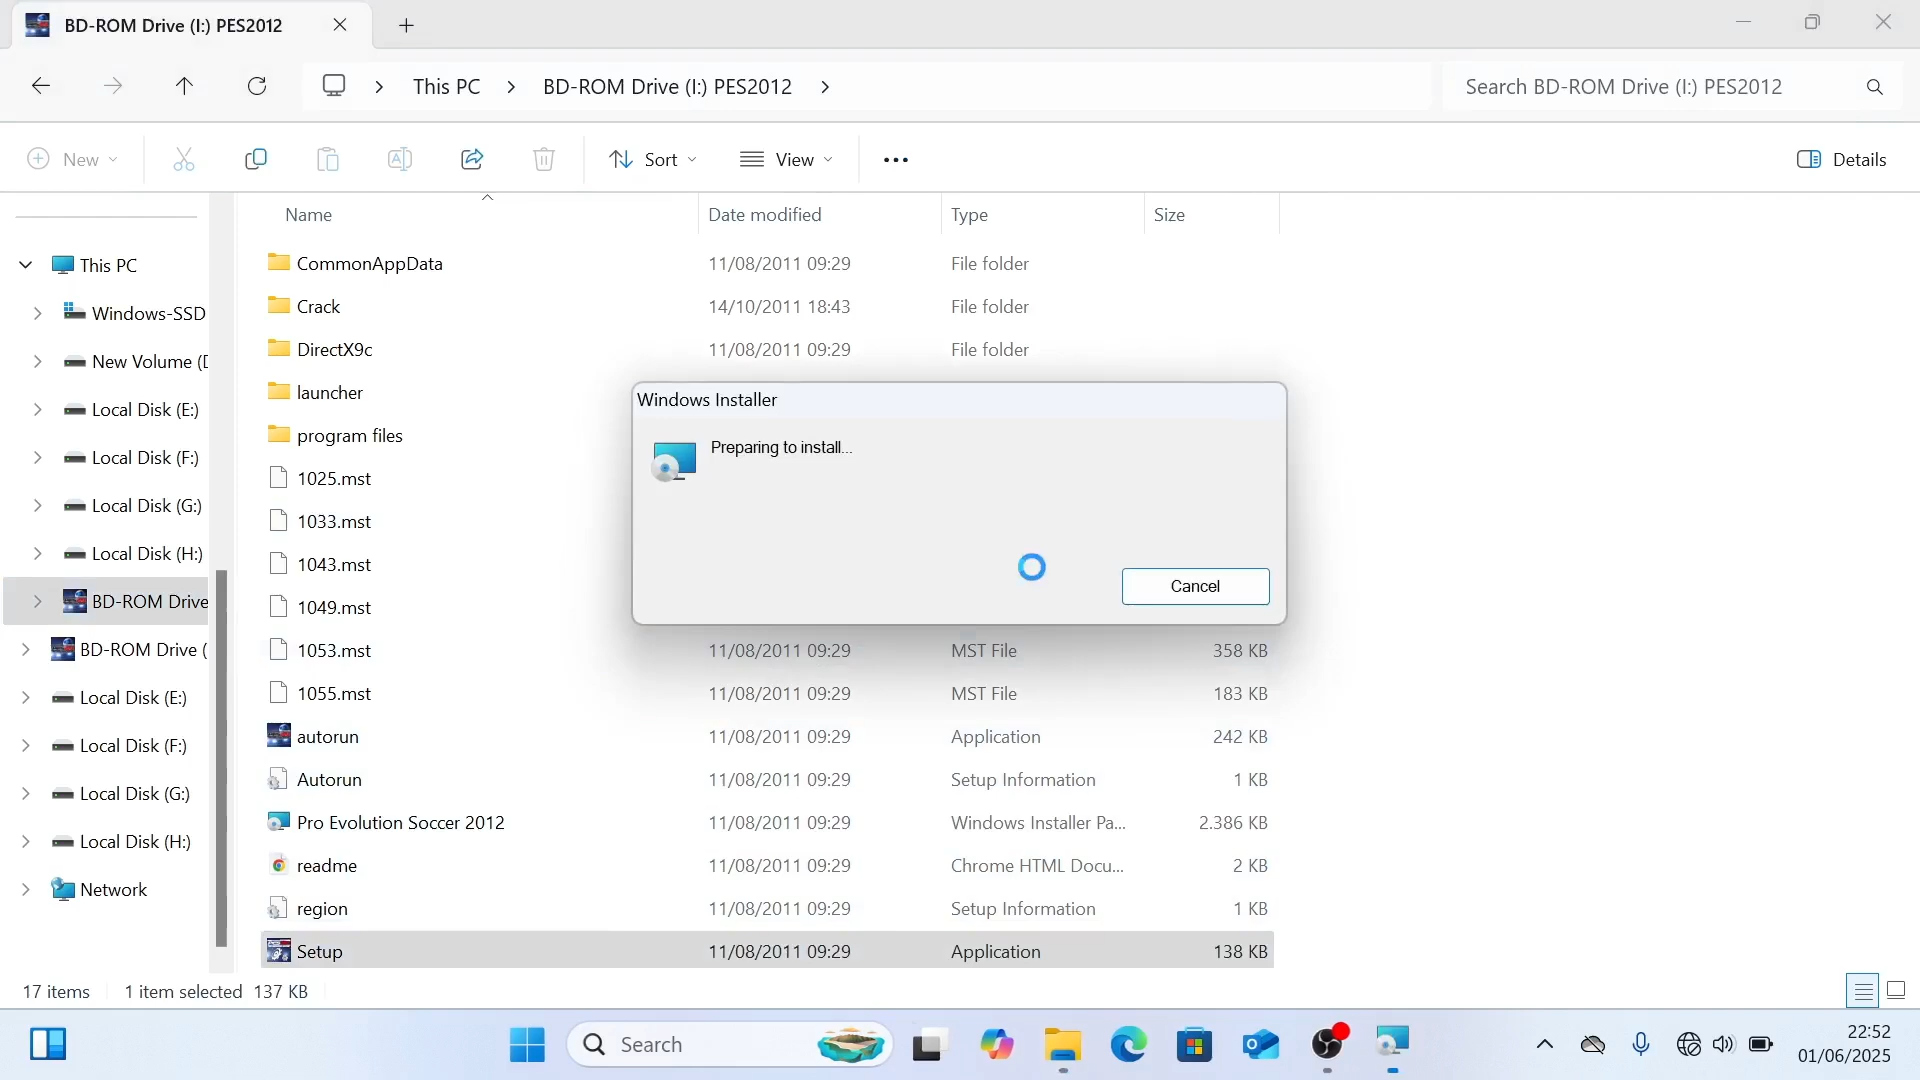 BD-ROM Drive (I:) PES2012
This PC
BD-ROM Drive (I:) PES2012
Search BD-ROM Drive (I:) PES2012
New
Sort
View
Details
Name Date modified Type Size
This PC
Windows-SSD
New Volume (D
Local Disk (E:)
Local Disk (F:)
Local Disk (G:)
Local Disk (H:)
BD-ROM Drive
BD-ROM Drive (
Local Disk (E:)
Local Disk (F:)
Local Disk (G:)
Local Disk (H:)
Network
CommonAppData 11/08/2011 09:29 File folder
Crack 14/10/2011 18:43 File folder
DirectX9c 11/08/2011 09:29 File folder
launcher
program files
1025.mst
1033.mst
1043.mst
1049.mst
1053.mst 11/08/2011 09:29 MST File 358 KB
1055.mst 11/08/2011 09:29 MST File 183 KB
autorun 11/08/2011 09:29 Application 242 KB
Autorun 11/08/2011 09:29 Setup Information 1 KB
Pro Evolution Soccer 2012 11/08/2011 09:29 Windows Installer Pa... 2.386 KB
readme 11/08/2011 09:29 Chrome HTML Docu... 2 KB
region 11/08/2011 09:29 Setup Information 1 KB
Setup 11/08/2011 09:29 Application 138 KB
Windows Installer
Preparing to install...
Cancel
17 items 1 item selected 137 KB
Search
22:52
01/06/2025